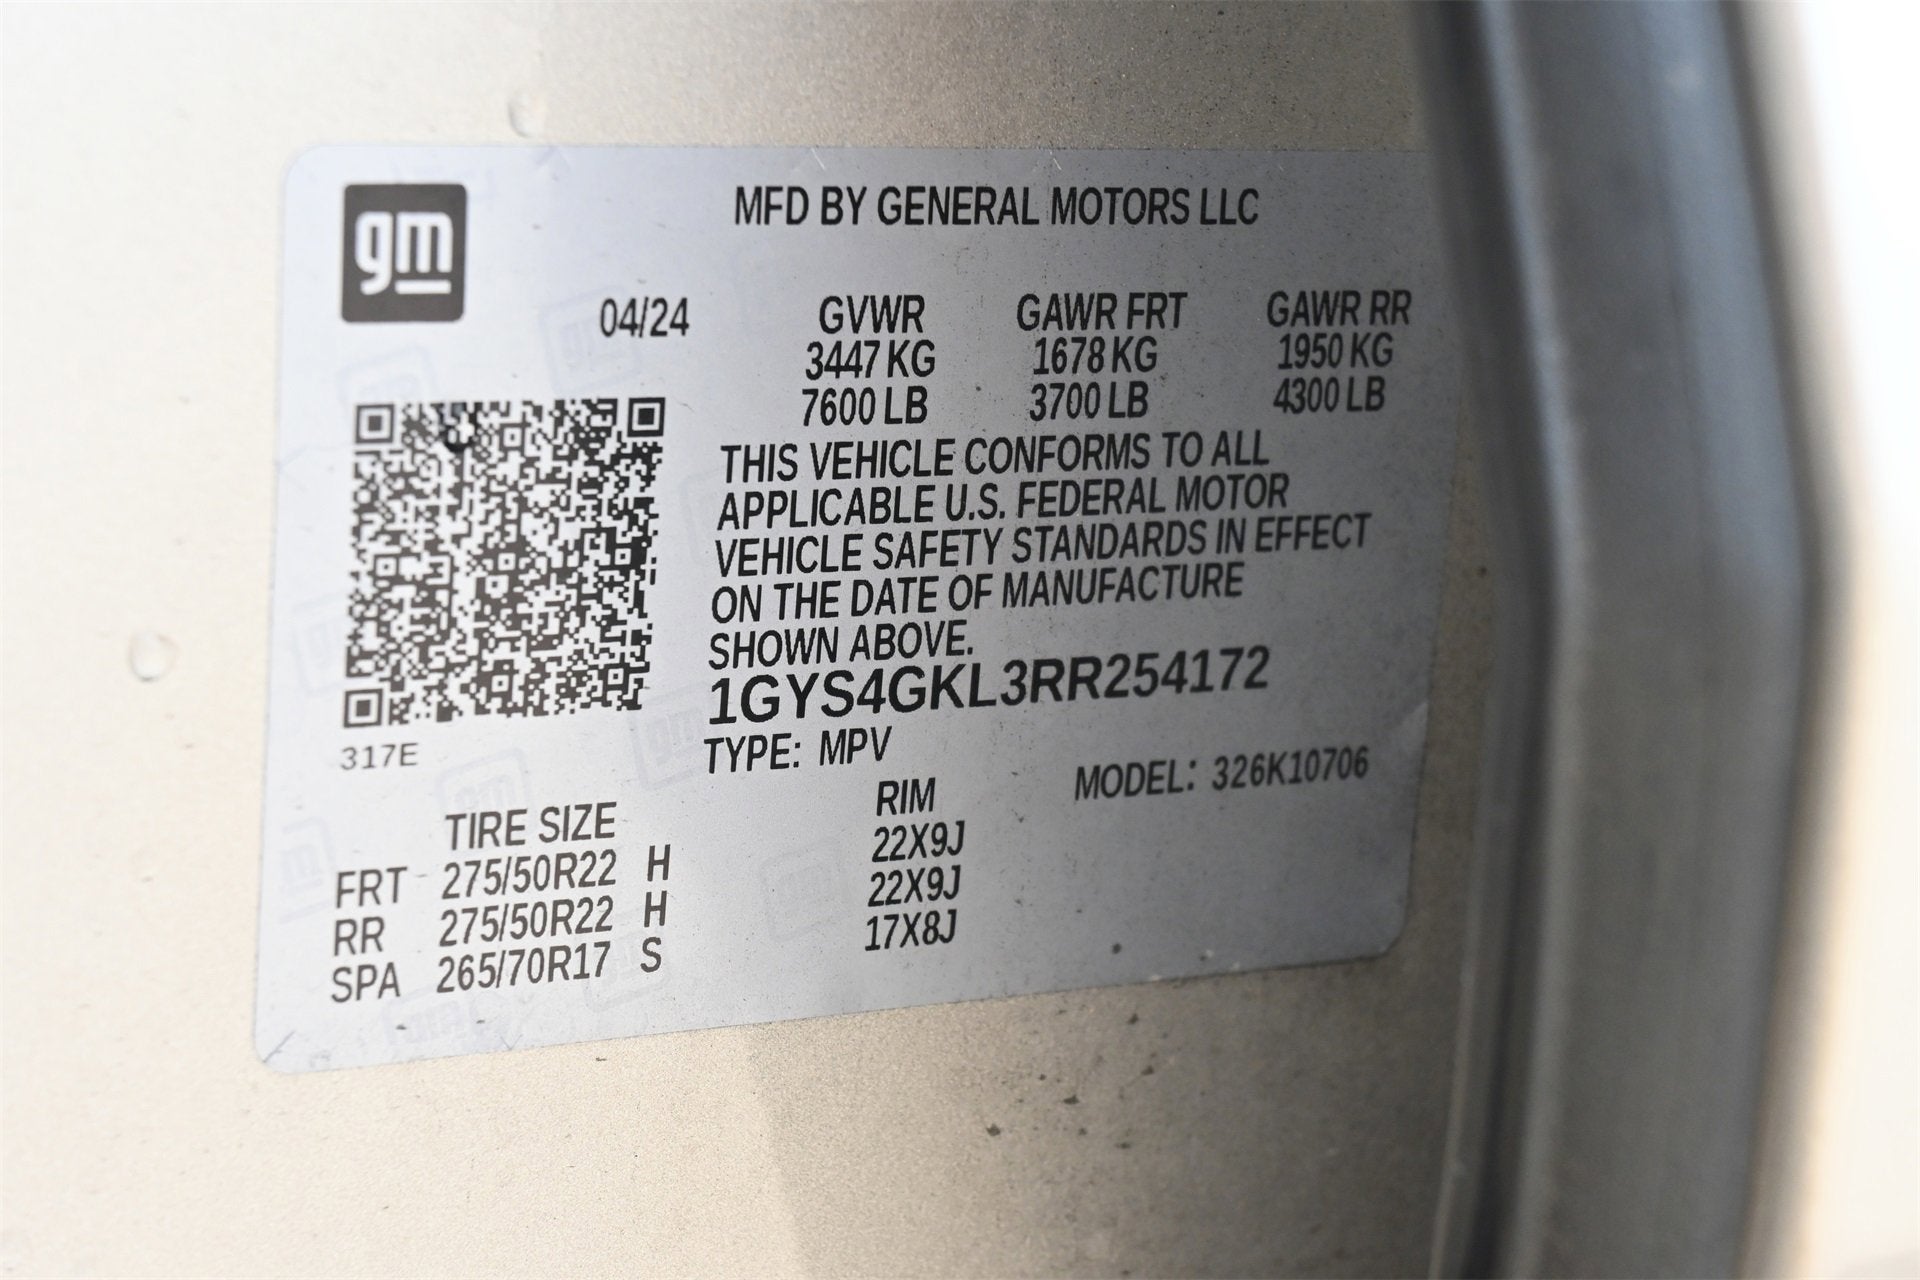 gm
MFD BY GENERAL MOTORS LLC
04/24 GVWR GAWR FRT GAWR RR
3447 KG 1678 KG 1950 KG
7600 LB 3700 LB 4300 LB
THIS VEHICLE CONFORMS TO ALL
APPLICABLE U.S. FEDERAL MOTOR
VEHICLE SAFETY STANDARDS IN EFFECT
ON THE DATE OF MANUFACTURE
SHOWN ABOVE.
1GYS4GKL3RR254172
317E
TYPE: MPV
MODEL: 326K10706
TIRE SIZE RIM
FRT 275/50R22 H 22X9J
RR 275/50R22 H 22X9J
SPA 265/70R17 S 17X8J